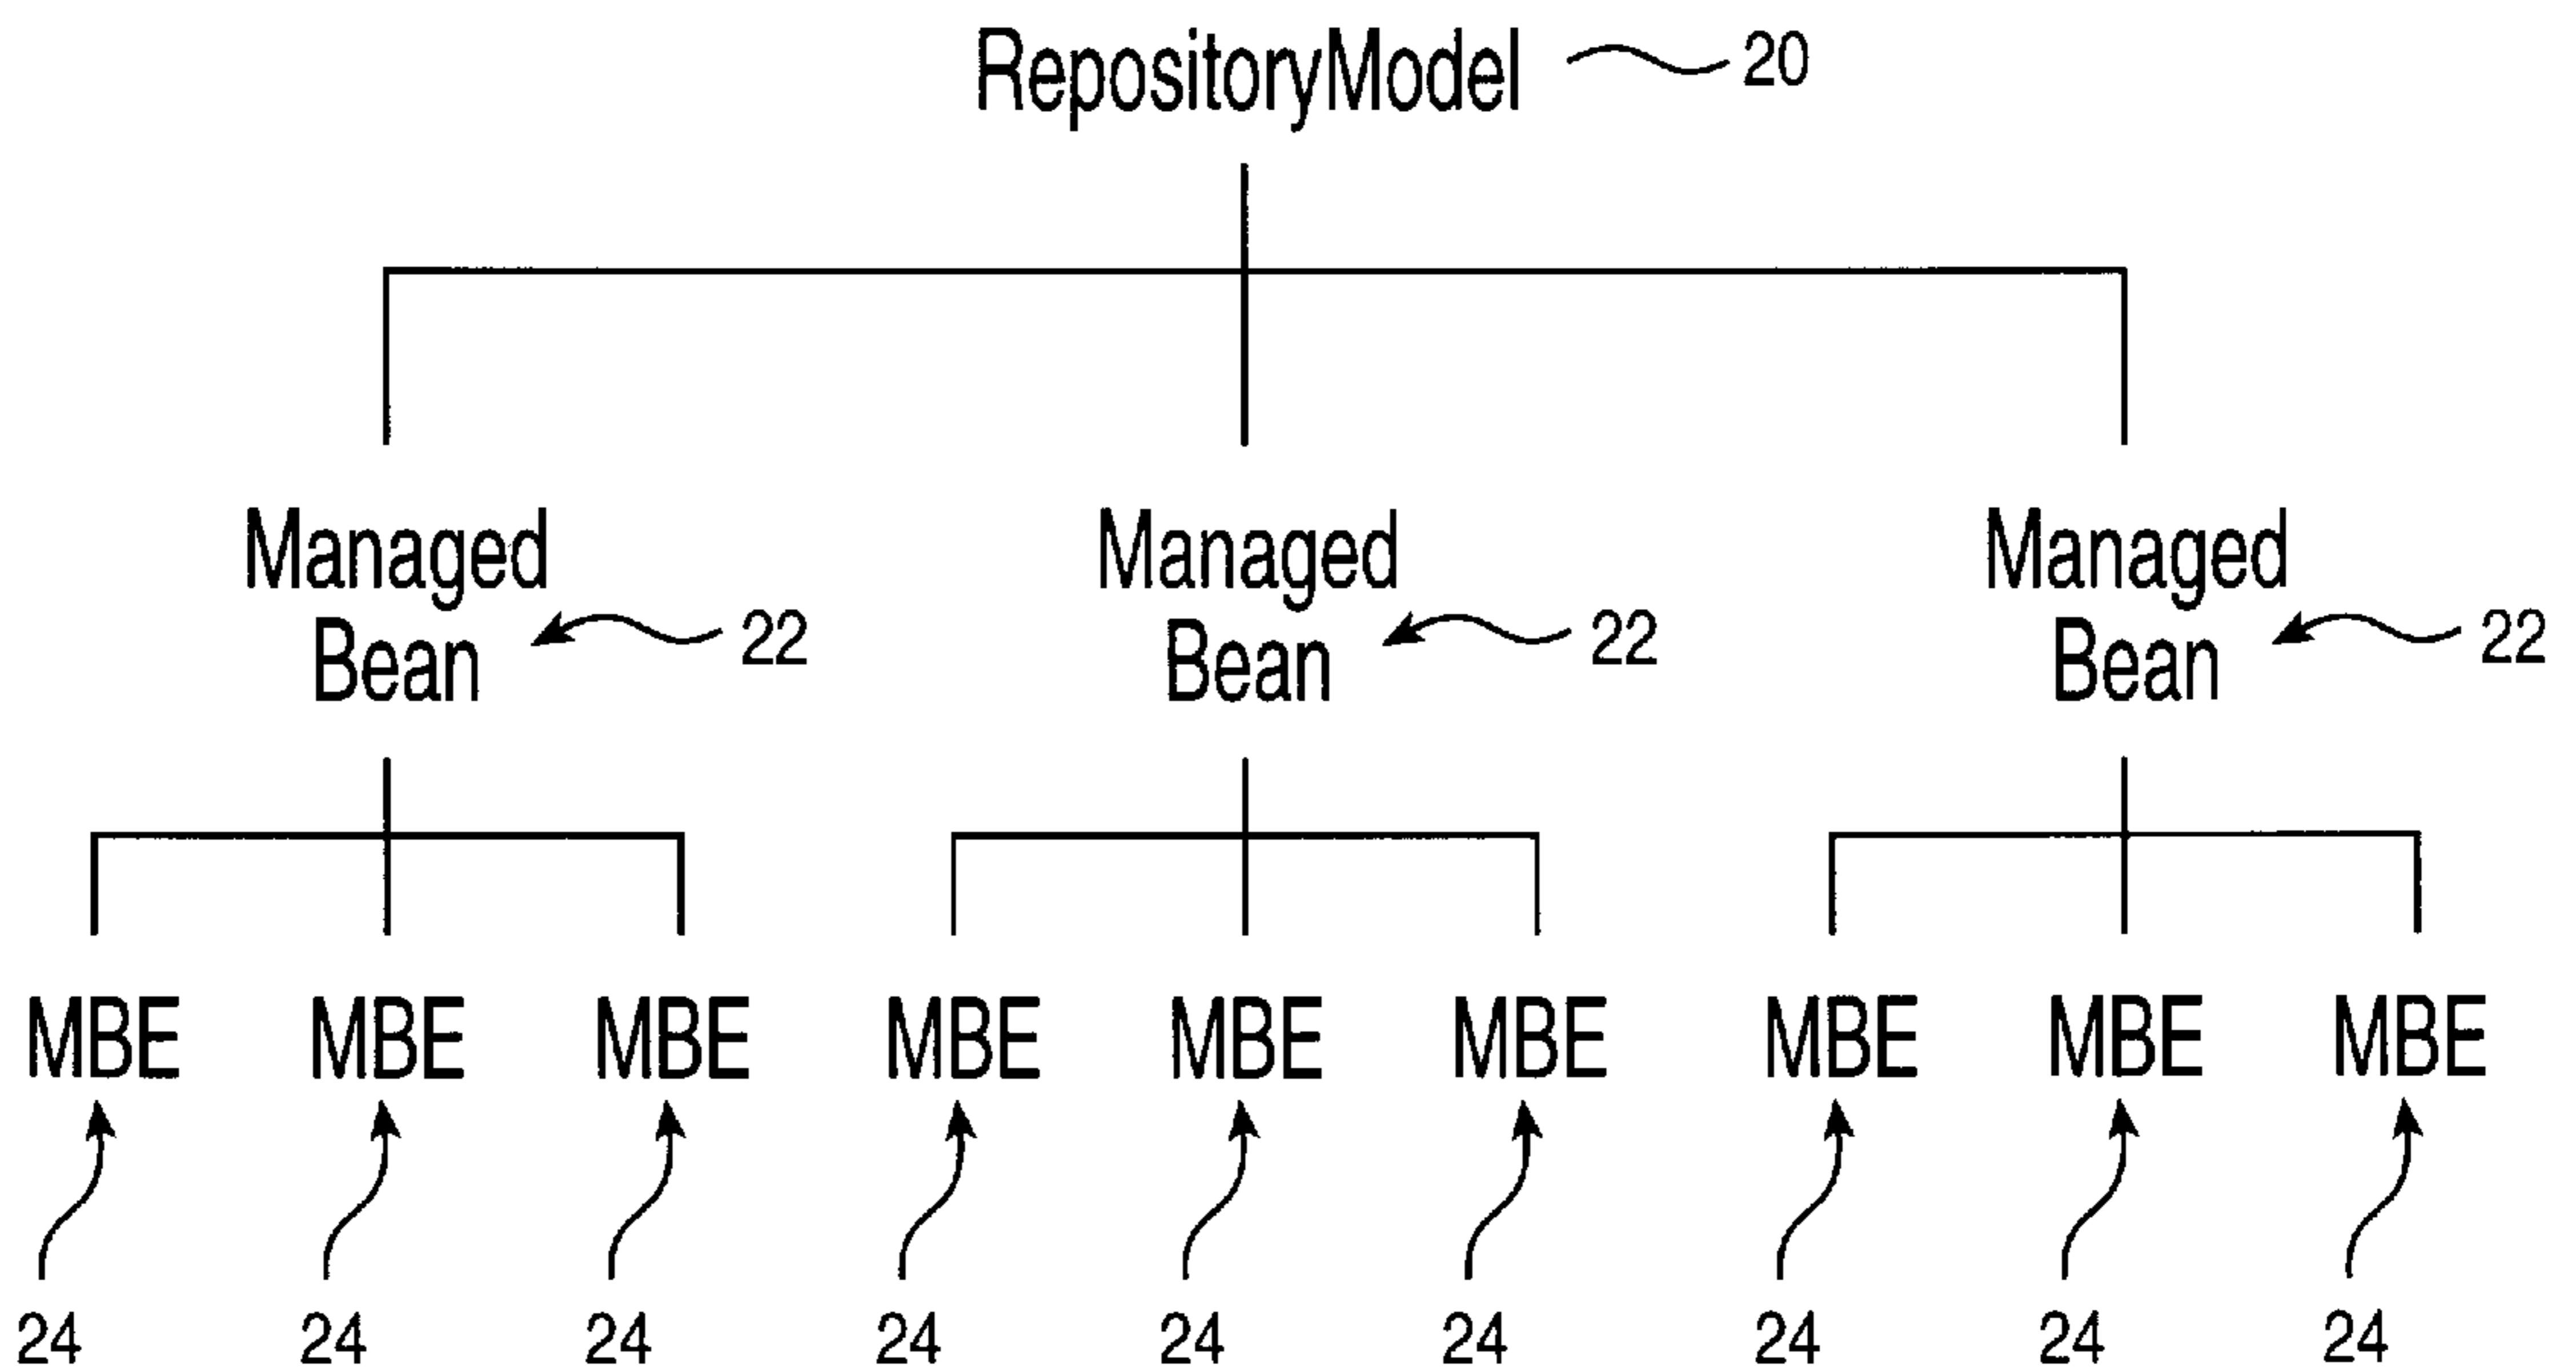 RepositoryModel 20
Managed Managed Managed
Bean 22 Bean 22 Bean 22
MBE MBE MBE MBE MBE MBE MBE MBE MBE
24 24 24 24 24 24 24 24 24